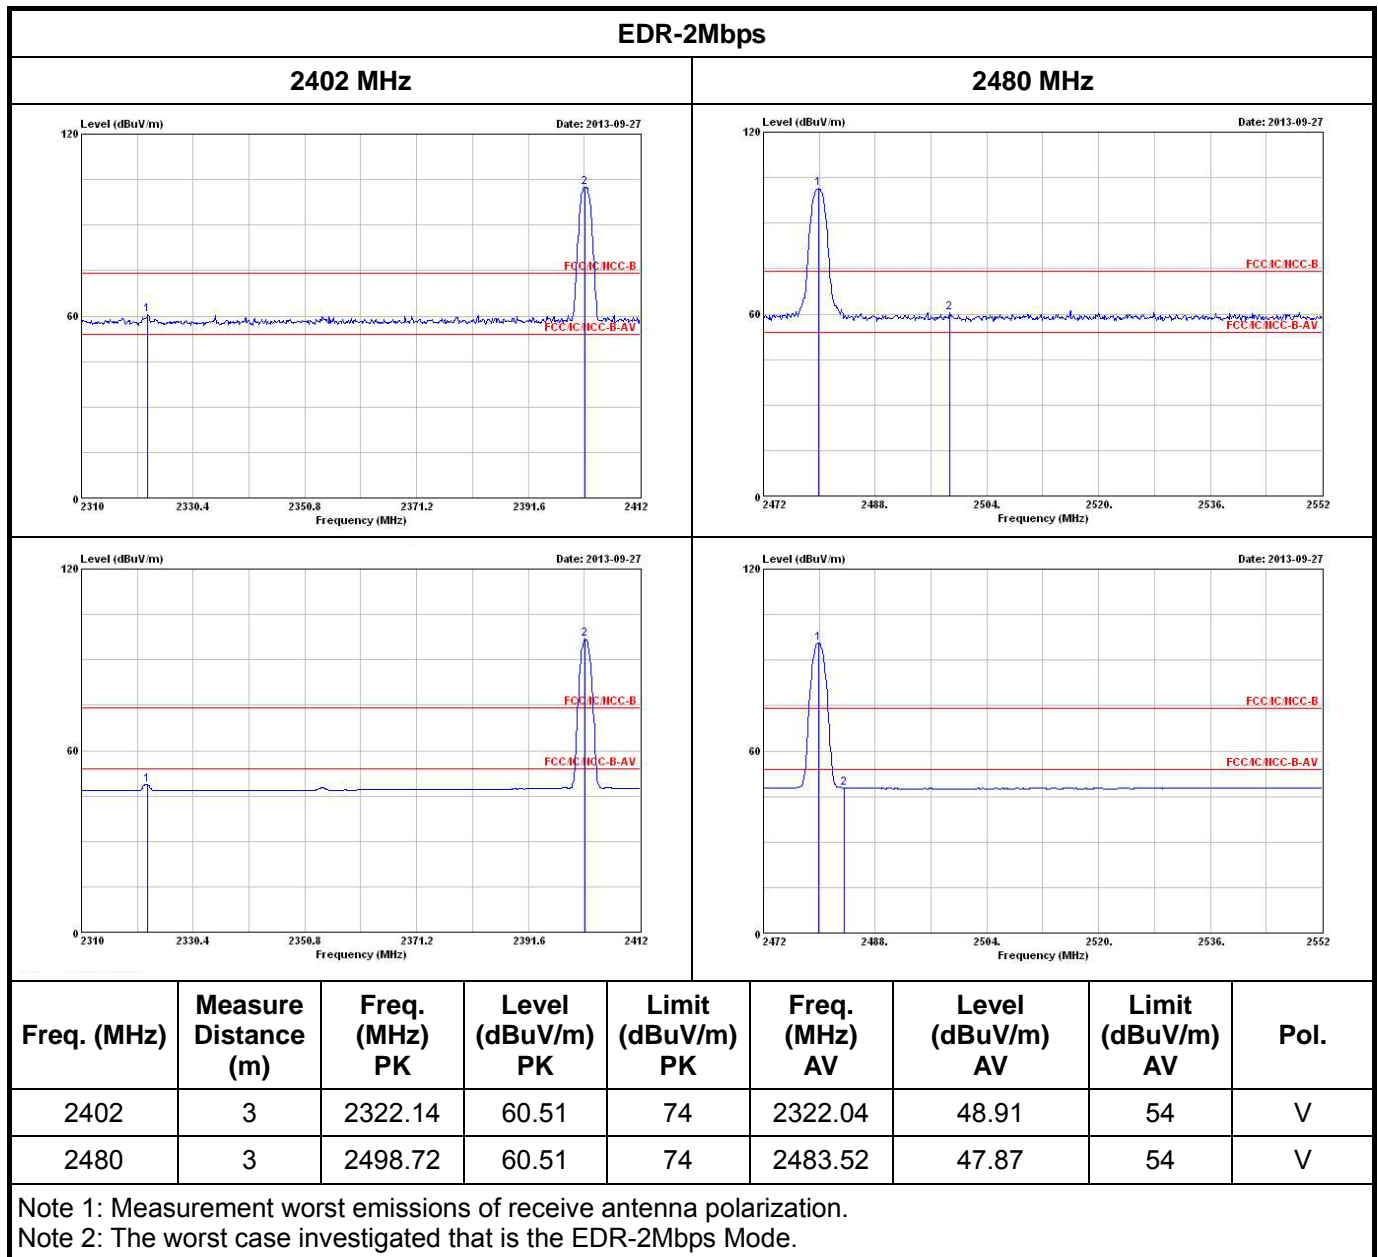 EDR-2Mbps
2402 MHz
2480 MHz
Level (dBuV/m)
Date: 2013-09-27
120
2
FCC/IC/NCC-B
1
60
FCC/IC/NCC-B-AV
0
2310 2330.4 2350.8 2371.2 2391.6 2412
Frequency (MHz)
Level (dBuV/m)
Date: 2013-09-27
120
1
FCC/IC/NCC-B
2
60
FCC/IC/NCC-B-AV
0
2472 2488. 2504. 2520. 2536. 2552
Frequency (MHz)
Level (dBuV/m)
Date: 2013-09-27
120
2
FCC/IC/NCC-B
60
FCC/IC/NCC-B-AV
1
0
2310 2330.4 2350.8 2371.2 2391.6 2412
Frequency (MHz)
Level (dBuV/m)
Date: 2013-09-27
120
1
FCC/IC/NCC-B
60
FCC/IC/NCC-B-AV
2
0
2472 2488. 2504. 2520. 2536. 2552
Frequency (MHz)
Freq. (MHz)
Measure
Distance
(m)
Freq.
(MHz)
PK
Level
(dBuV/m)
PK
Limit
(dBuV/m)
PK
Freq.
(MHz)
AV
Level
(dBuV/m)
AV
Limit
(dBuV/m)
AV
Pol.
2402 3 2322.14 60.51 74 2322.04 48.91 54 V
2480 3 2498.72 60.51 74 2483.52 47.87 54 V
Note 1: Measurement worst emissions of receive antenna polarization.
Note 2: The worst case investigated that is the EDR-2Mbps Mode.